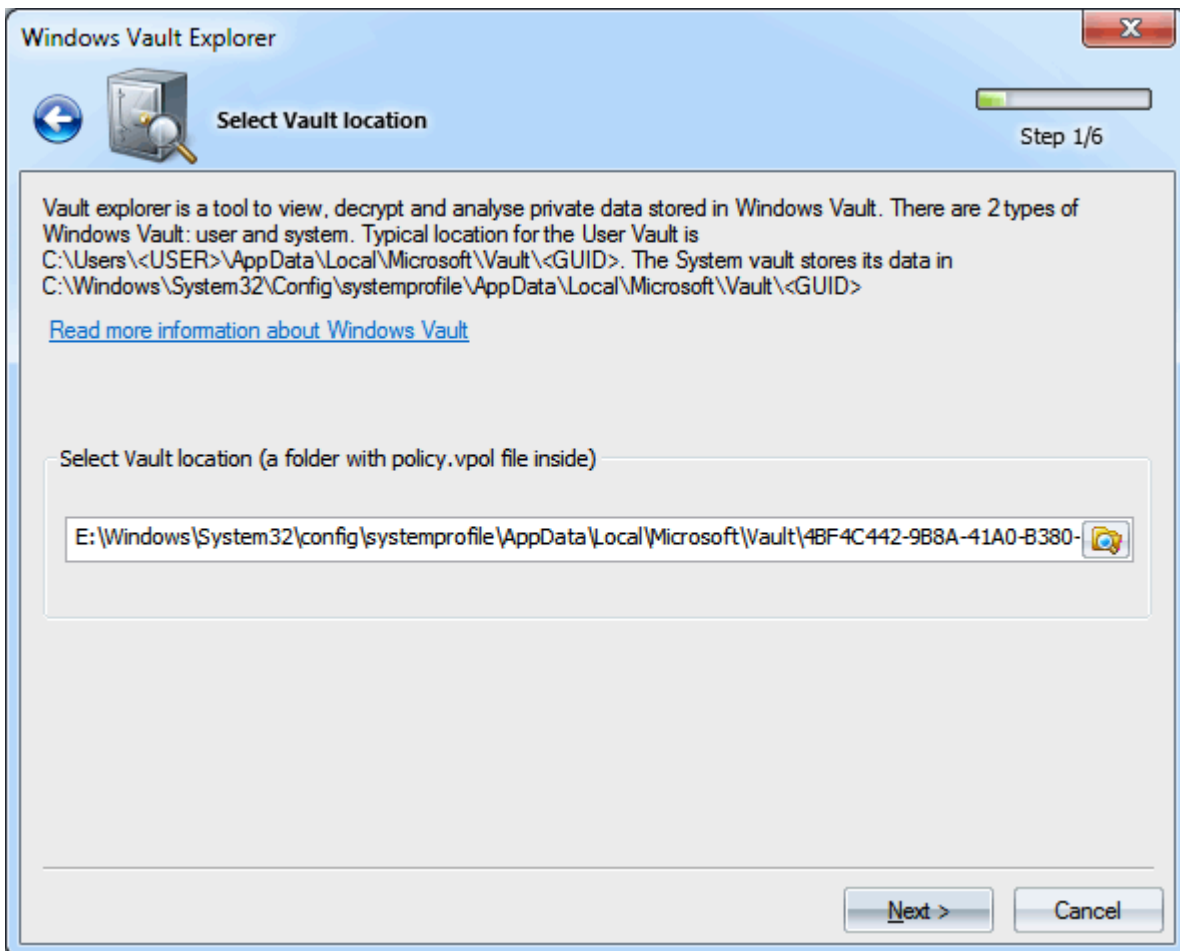 Windows Vault Explorer
Select Vault location
Step 1/6
Vault explorer is a tool to view, decrypt and analyse private data stored in Windows Vault. There are 2 types of
Windows Vault: user and system. Typical location for the User Vault is
C:\Users\<USER>\AppData\Local\Microsoft\Vault\<GUID>. The System vault stores its data in
C:\Windows\System32\Config\systemprofile\AppData\Local\Microsoft\Vault\<GUID>
Read more information about Windows Vault
Select Vault location (a folder with policy.vpol file inside)
E:\Windows\System32\config\systemprofile\AppData\Local\Microsoft\Vault\4BF4C442-9B8A-41A0-B380-
Next >
Cancel